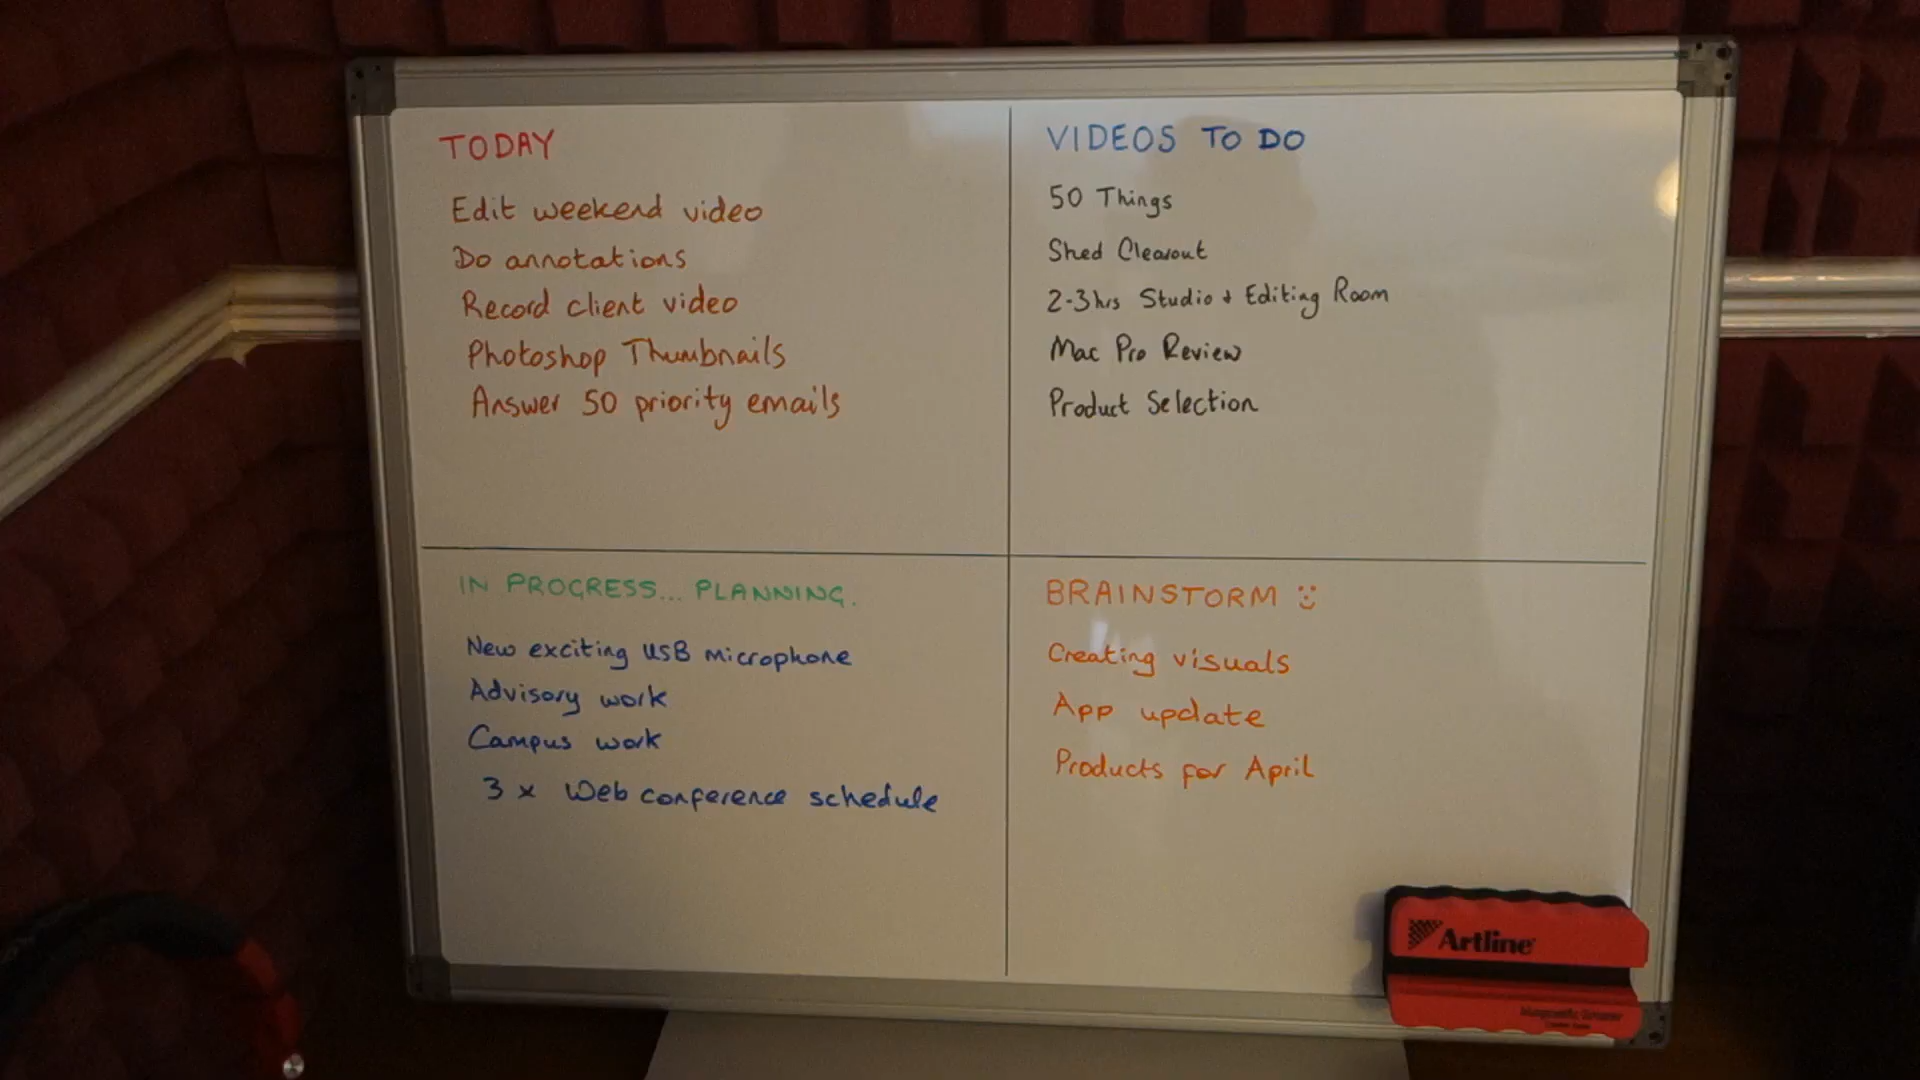 TODAY
Edit weekend video
Do annotations
Record client video
Photoshop Thumbnails
Answer 50 priority emails
VIDEOS TO DO
50 Things
Shed Clearout
2-3hrs Studio + Editing Room
Mac Pro Review
Product Selection
IN PROGRESS... PLANNING.
New exciting USB microphone
Advisory work
Campus work
3 x Web conference schedule
BRAINSTORM
Creating visuals
App update
Products for April
Artline